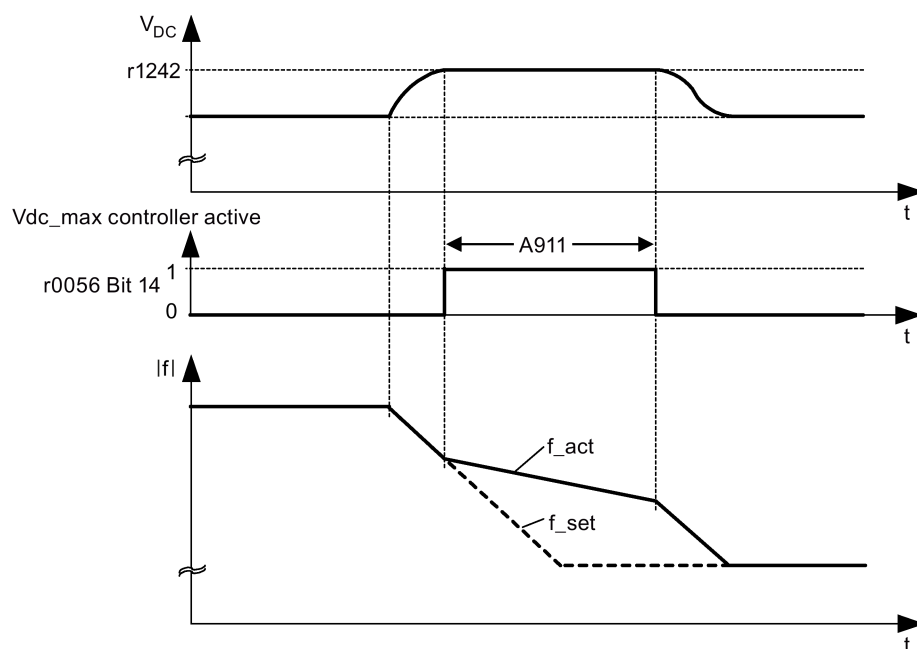 V_DC
r1242
t
Vdc_max controller active
A911
1
r0056 Bit 14
0
t
|f|
f_act
f_set
t